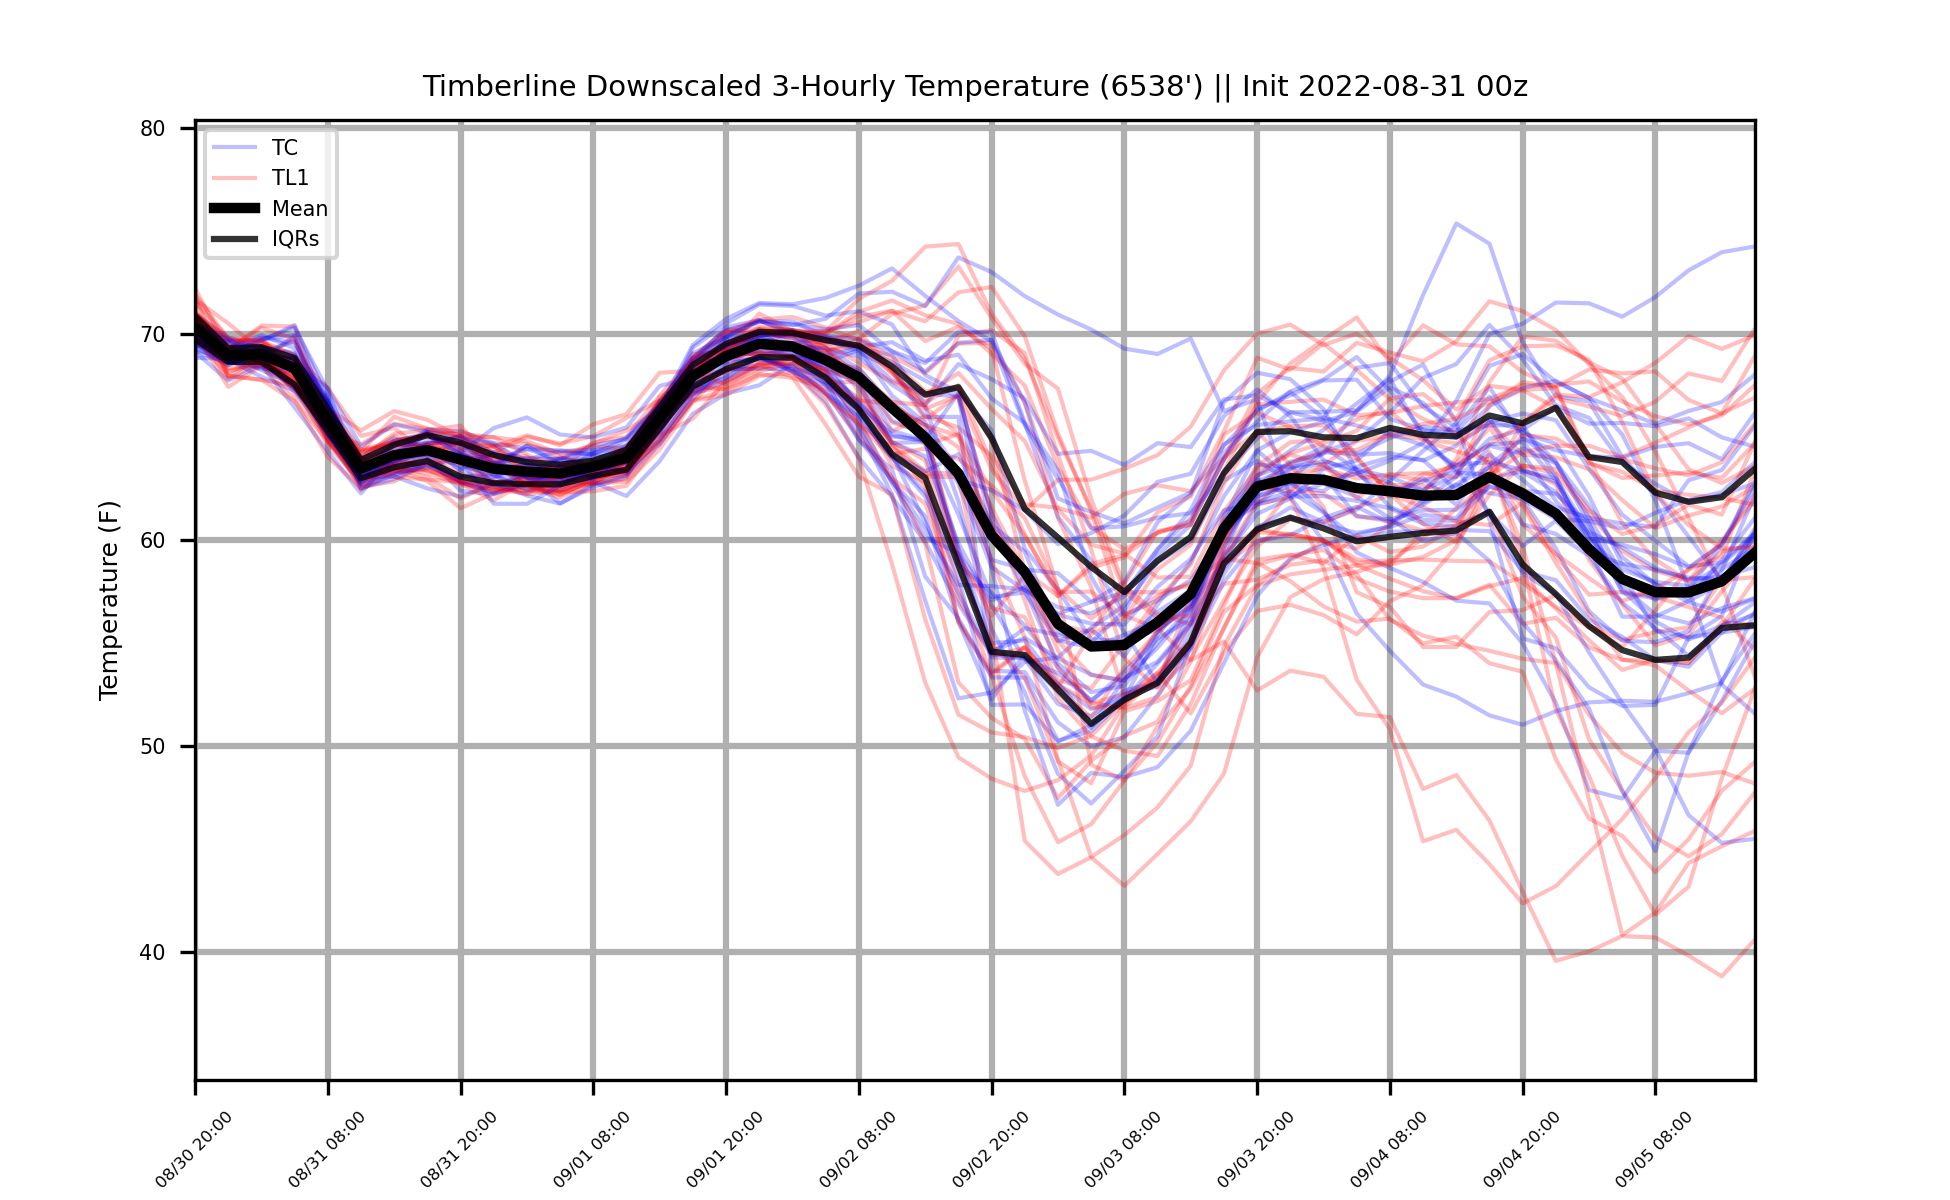 Timberline Downscaled 3-Hourly Temperature (6538') || Init 2022-08-31 00z
TC
TL1
Mean
IQRs
Temperature (F)
80
70
60
50
40
08/30 20:00
08/31 08:00
08/31 20:00
09/01 08:00
09/01 20:00
09/02 08:00
09/02 20:00
09/03 08:00
09/03 20:00
09/04 08:00
09/04 20:00
09/05 08:00